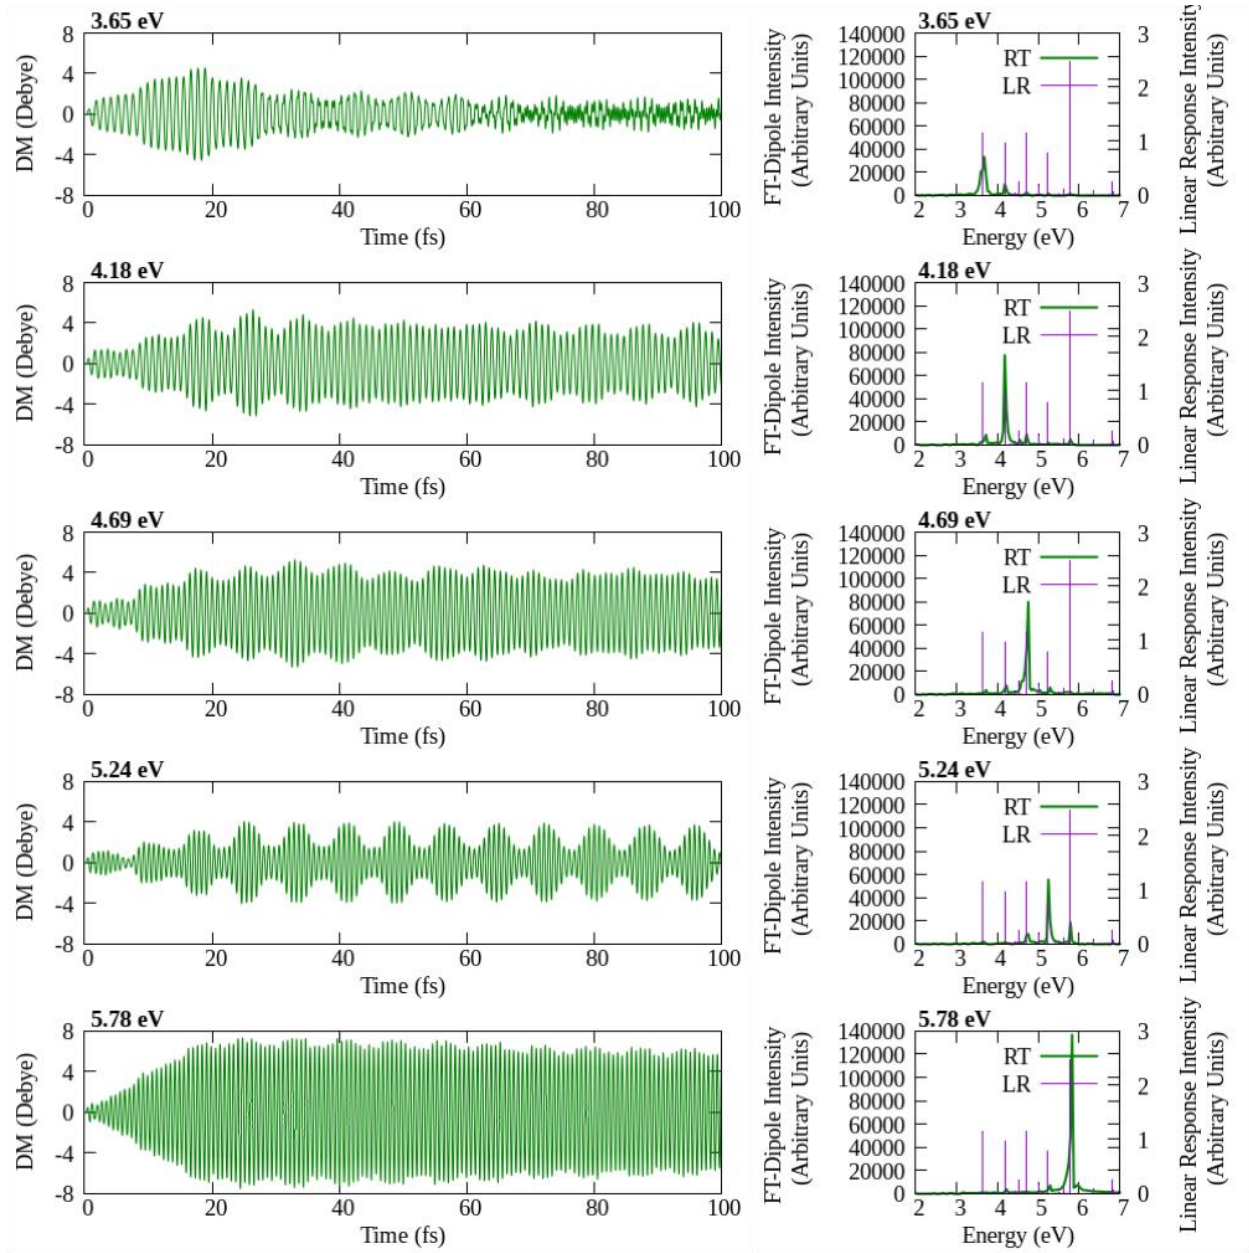 3.65 eV
DM (Debye)
8
4
0
-4
-8
0 20 40 60 80 100
Time (fs)
3.65 eV
FT-Dipole Intensity
(Arbitrary Units)
140000
120000
100000
80000
60000
40000
20000
0
RT
LR
3
2
1
0
Linear Response Intensity
(Arbitrary Units)
2 3 4 5 6 7
Energy (eV)
4.18 eV
DM (Debye)
8
4
0
-4
-8
0 20 40 60 80 100
Time (fs)
4.18 eV
FT-Dipole Intensity
(Arbitrary Units)
140000
120000
100000
80000
60000
40000
20000
0
RT
LR
3
2
1
0
Linear Response Intensity
(Arbitrary Units)
2 3 4 5 6 7
Energy (eV)
4.69 eV
DM (Debye)
8
4
0
-4
-8
0 20 40 60 80 100
Time (fs)
4.69 eV
FT-Dipole Intensity
(Arbitrary Units)
140000
120000
100000
80000
60000
40000
20000
0
RT
LR
3
2
1
0
Linear Response Intensity
(Arbitrary Units)
2 3 4 5 6 7
Energy (eV)
5.24 eV
DM (Debye)
8
4
0
-4
-8
0 20 40 60 80 100
Time (fs)
5.24 eV
FT-Dipole Intensity
(Arbitrary Units)
140000
120000
100000
80000
60000
40000
20000
0
RT
LR
3
2
1
0
Linear Response Intensity
(Arbitrary Units)
2 3 4 5 6 7
Energy (eV)
5.78 eV
DM (Debye)
8
4
0
-4
-8
0 20 40 60 80 100
Time (fs)
5.78 eV
FT-Dipole Intensity
(Arbitrary Units)
140000
120000
100000
80000
60000
40000
20000
0
RT
LR
3
2
1
0
Linear Response Intensity
(Arbitrary Units)
2 3 4 5 6 7
Energy (eV)